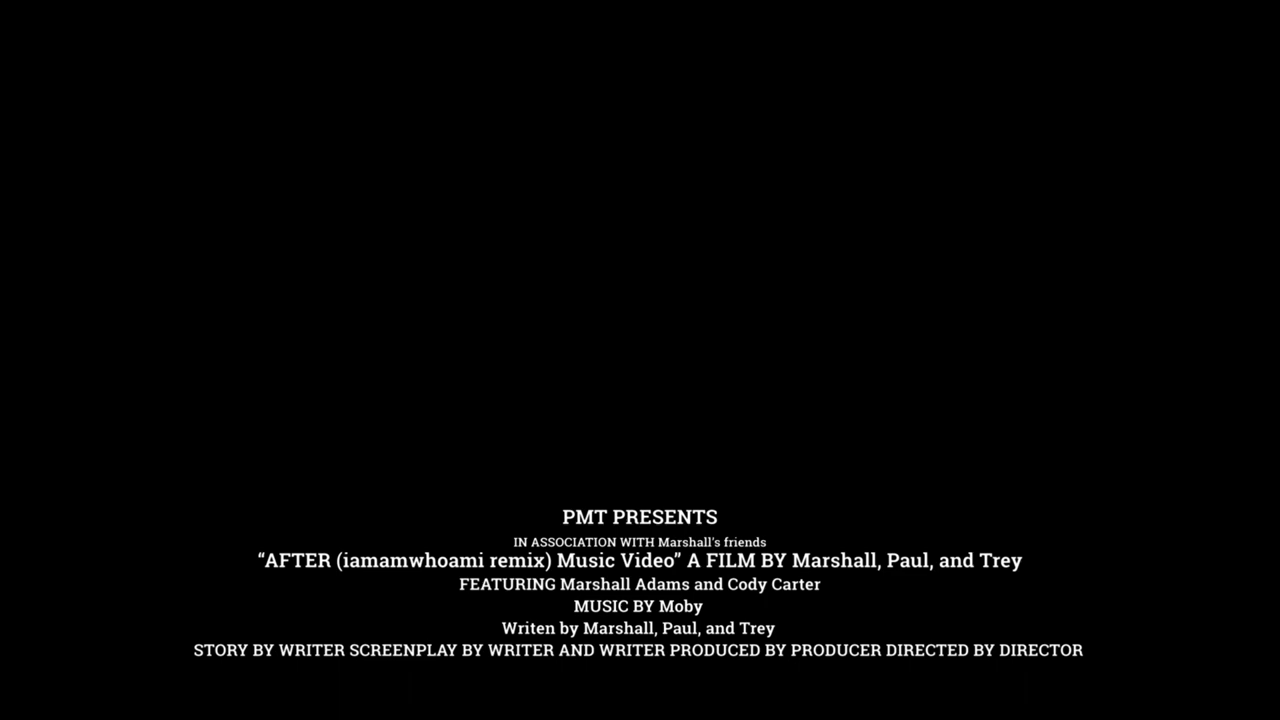 PMT PRESENTS
IN ASSOCIATION WITH Marshall's friends
“AFTER (iamamwhoami remix) Music Video” A FILM BY Marshall, Paul, and Trey
FEATURING Marshall Adams and Cody Carter
MUSIC BY Moby
Writen by Marshall, Paul, and Trey
STORY BY WRITER SCREENPLAY BY WRITER AND WRITER PRODUCED BY PRODUCER DIRECTED BY DIRECTOR